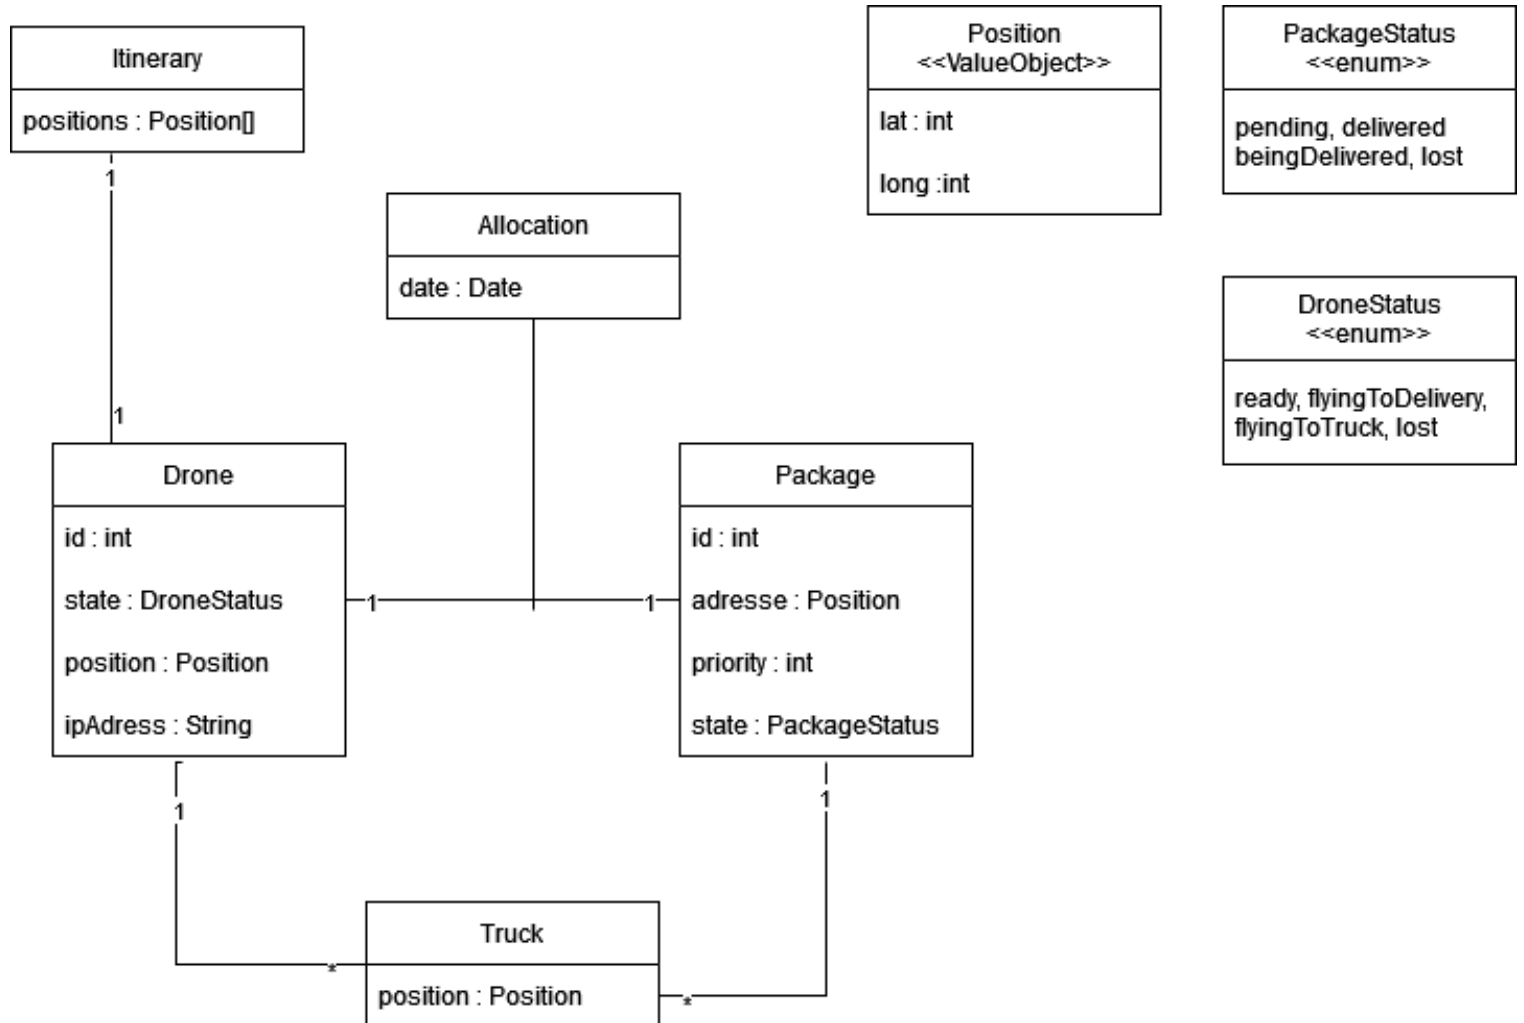 Itinerary
positions : Position[]
1
1
Allocation
date : Date
Position
<<ValueObject>>
lat : int
long :int
PackageStatus
<<enum>>
pending, delivered
beingDelivered, lost
DroneStatus
<<enum>>
ready, flyingToDelivery,
flyingToTruck, lost
Drone
id : int
state : DroneStatus
position : Position
ipAdress : String
1
1
Package
id : int
adresse : Position
priority : int
state : PackageStatus
1
1
Truck
position : Position
*
*